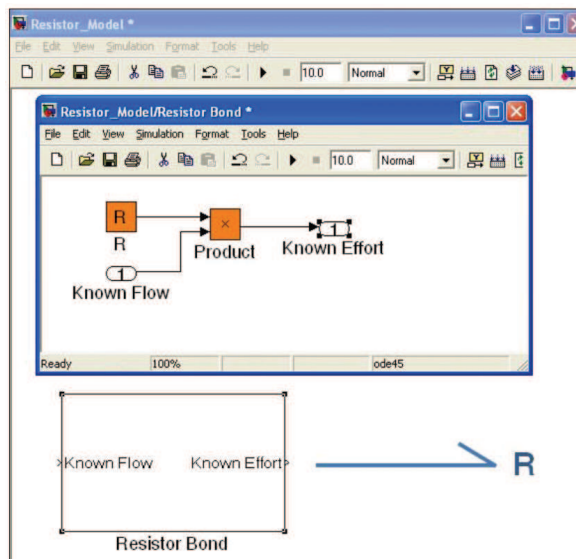 Resistor_Model *
File Edit View Simulation Format Tools Help
10.0 Normal
Resistor_Model/Resistor Bond *
File Edit View Simulation Format Tools Help
10.0 Normal
R
R
×
Product
1
Known Effort
1
Known Flow
Ready 100% ode45
Known Flow Known Effort
Resistor Bond
R